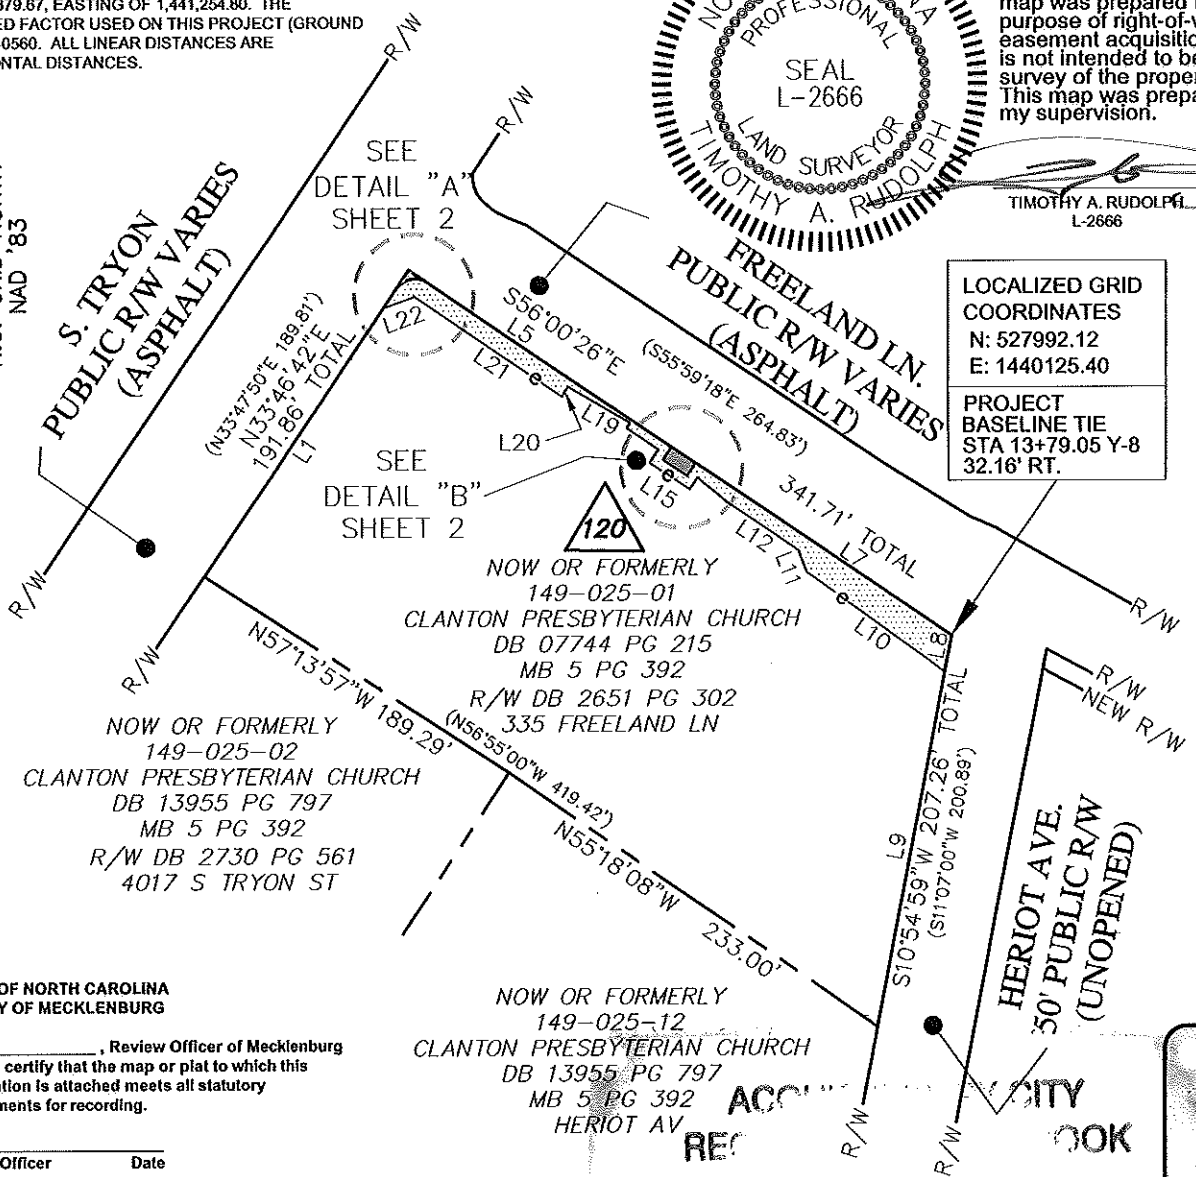 379.67, EASTING OF 1,441,254.80. THE
ED FACTOR USED ON THIS PROJECT (GROUND
0560. ALL LINEAR DISTANCES ARE
ONTAL DISTANCES.
NAD '83
S. TRYON
PUBLIC R/W VARIES
(ASPHALT)
R/W
R/W
R/W
R/W
SEE
DETAIL "A"
SHEET 2
PROFESSIONAL
SEAL
L-2666
LAND SURVEYOR
TIMOTHY A. RUDOLPH
map was prepared
purpose of right-of-
easement acquisitio
is not intended to be
survey of the proper
This map was prepa
my supervision.
TIMOTHY A. RUDOLPH
L-2666
FREELAND LN.
PUBLIC R/W VARIES
(ASPHALT)
LOCALIZED GRID
COORDINATES
N: 527992.12
E: 1440125.40
PROJECT
BASELINE TIE
STA 13+79.05 Y-8
32.16' RT.
(N33°47'50"E 189.81')
N33°46'42"E
191.86' TOTAL
L1
L22
S56°00'26"E
L5
(S55°59'18"E 264.83')
341.71' TOTAL
L21
L20
L19
L15
L12
L11
L7
L10
L8
e
e
e
SEE
DETAIL "B"
SHEET 2
120
NOW OR FORMERLY
149-025-01
CLANTON PRESBYTERIAN CHURCH
DB 07744 PG 215
MB 5 PG 392
R/W DB 2651 PG 302
335 FREELAND LN
N57°13'57"W 189.29'
(N56°55'00"W 419.42')
N55°18'08"W 233.00'
NOW OR FORMERLY
149-025-02
CLANTON PRESBYTERIAN CHURCH
DB 13955 PG 797
MB 5 PG 392
R/W DB 2730 PG 561
4017 S TRYON ST
R/W
R/W
NEW R/W
L9
S10°54'59"W 207.26' TOTAL
(S11°07'00"W 200.89')
HERIOT AVE.
50' PUBLIC R/W
(UNOPENED)
OF NORTH CAROLINA
Y OF MECKLENBURG
, Review Officer of Mecklenburg
certify that the map or plat to which this
ation is attached meets all statutory
ments for recording.
Officer Date
NOW OR FORMERLY
149-025-12
CLANTON PRESBYTERIAN CHURCH
DB 13955 PG 797
MB 5 PG 392
HERIOT AV
CITY
OOK
R/W
R/W